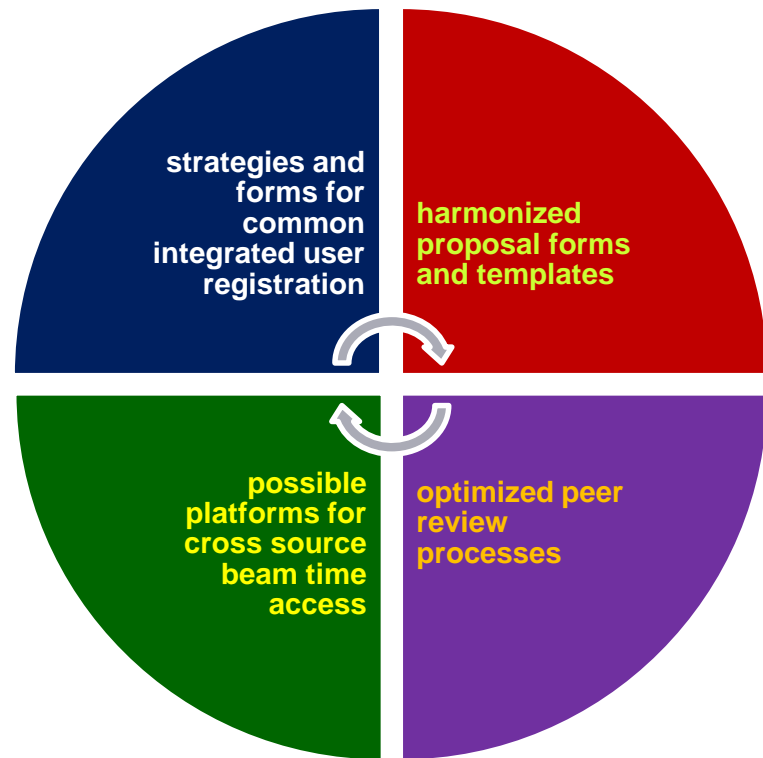 strategies and
forms for
common
integrated user
registration
harmonized
proposal forms
and templates
possible
platforms for
cross source
beam time
access
optimized peer
review
processes